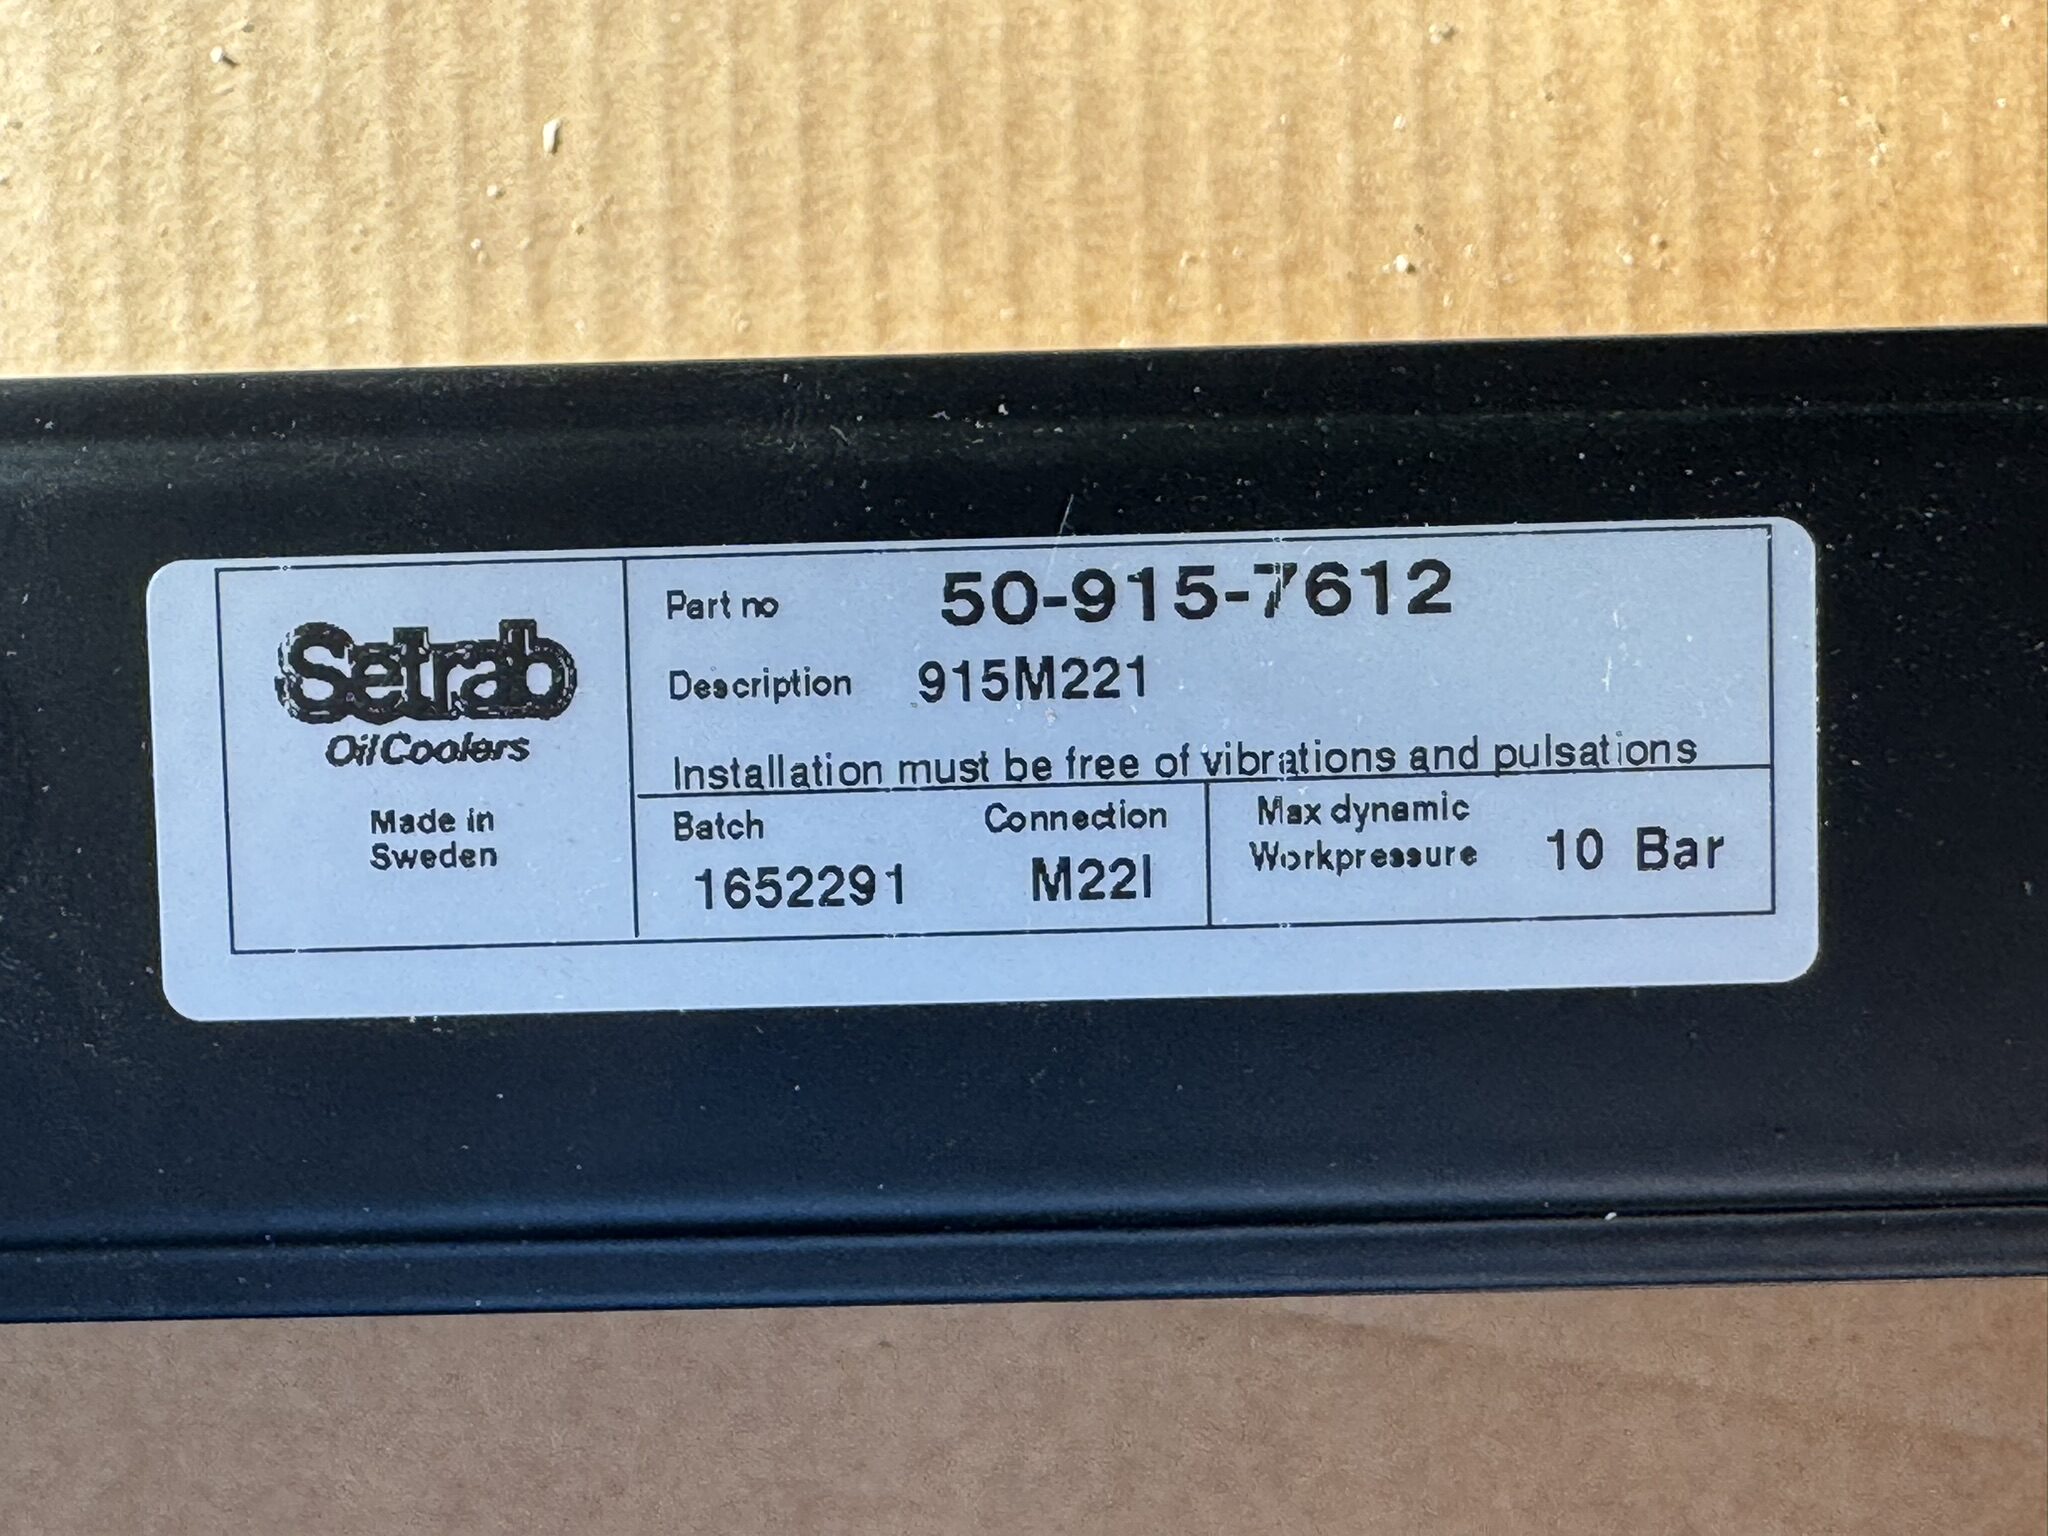 Setrab
Oil Coolers
Made in
Sweden
Part no 50-915-7612
Description 915M221
Installation must be free of vibrations and pulsations
Batch
1652291
Connection
M22I
Max dynamic
Workpressure 10 Bar